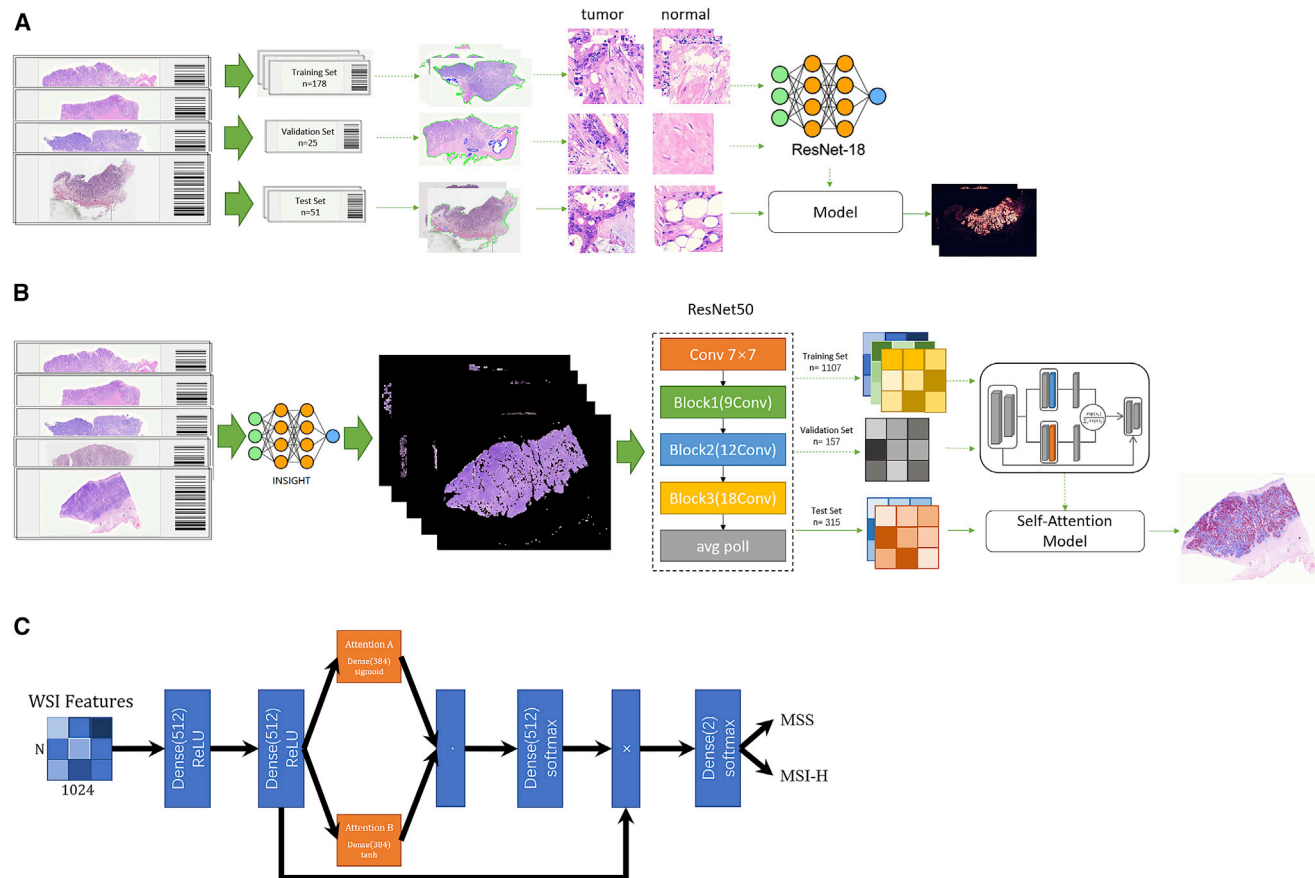 A
tumor
normal
Training Set
n=178
Validation Set
n=25
ResNet-18
Test Set
n=51
Model
B
ResNet50
Conv 7×7
Training Set
n= 1107
Block1(9Conv)
Block2(12Conv)
Validation Set
n= 157
INSIGHT
Block3(18Conv)
Test Set
n= 315
avg poll
Self-Attention
Model
C
WSI Features
N
1024
Dense(512)
ReLU
Dense(512)
ReLU
Attention A
Dense(384)
sigmoid
Attention B
Dense(384)
tanh
·
Dense(512)
softmax
×
Dense(2)
softmax
MSS
MSI-H